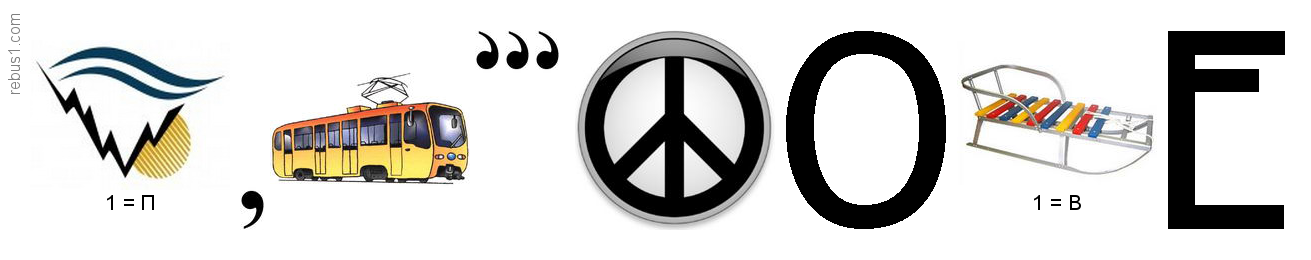 rebus1.com
1 = П
,
,,,
О
1 = В
Е